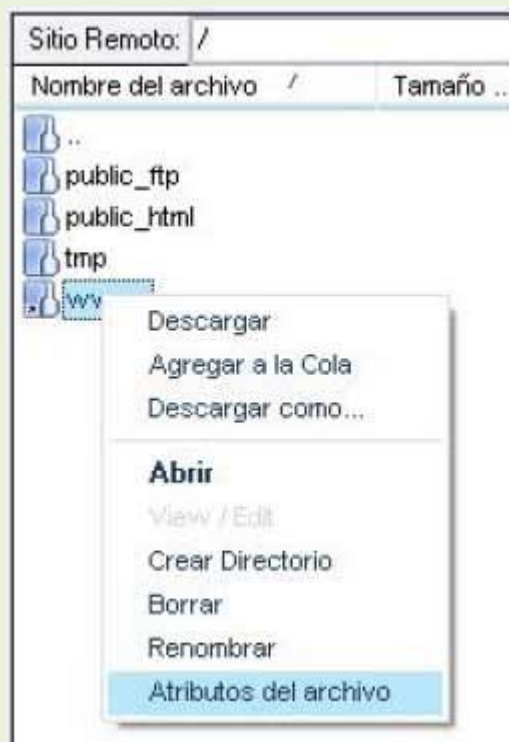 Sitio Remoto: /
Nombre del archivo / Tamaño ..
..
public_ftp
public_html
tmp
Descargar
Agregar a la Cola
Descargar como...
Abrir
View / Edit
Crear Directorio
Borrar
Renombrar
Atributos del archivo